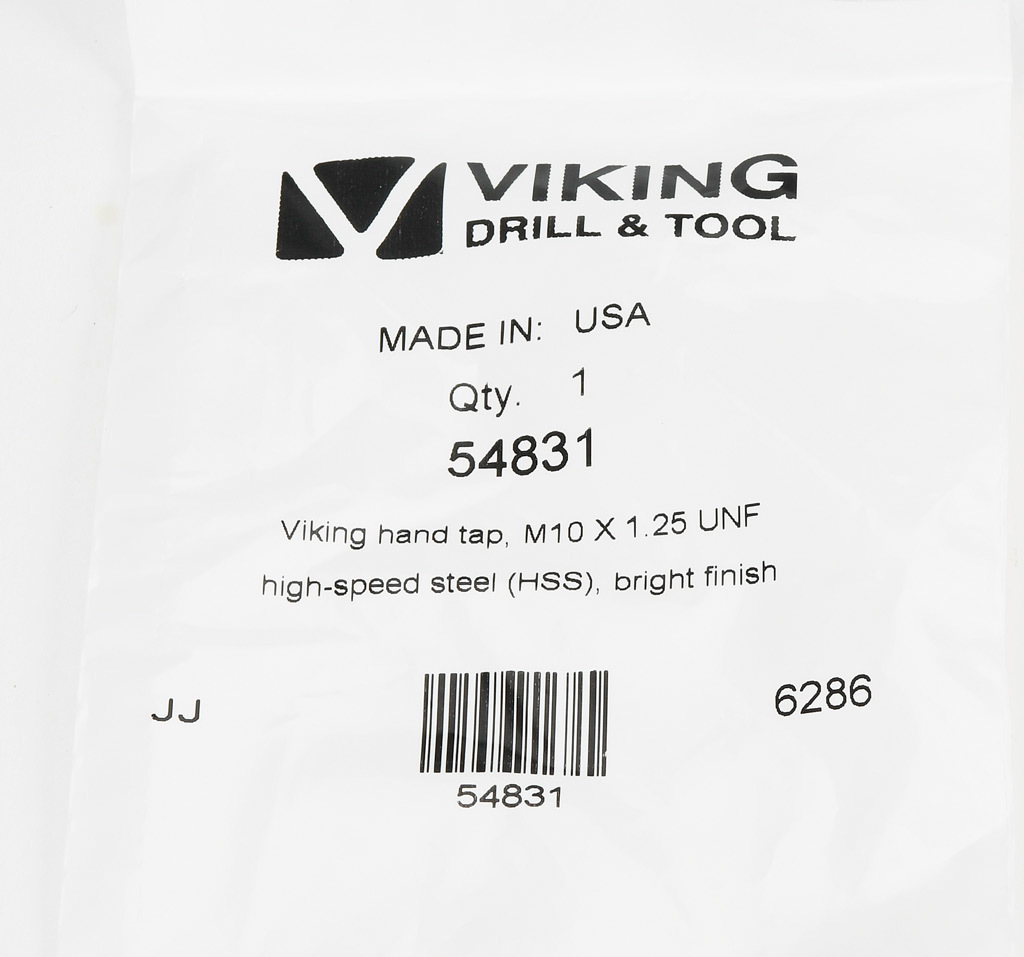 VIKING
DRILL & TOOL
MADE IN: USA
Qty. 1
54831
Viking hand tap, M10 X 1.25 UNF
high-speed steel (HSS), bright finish
JJ
6286
54831